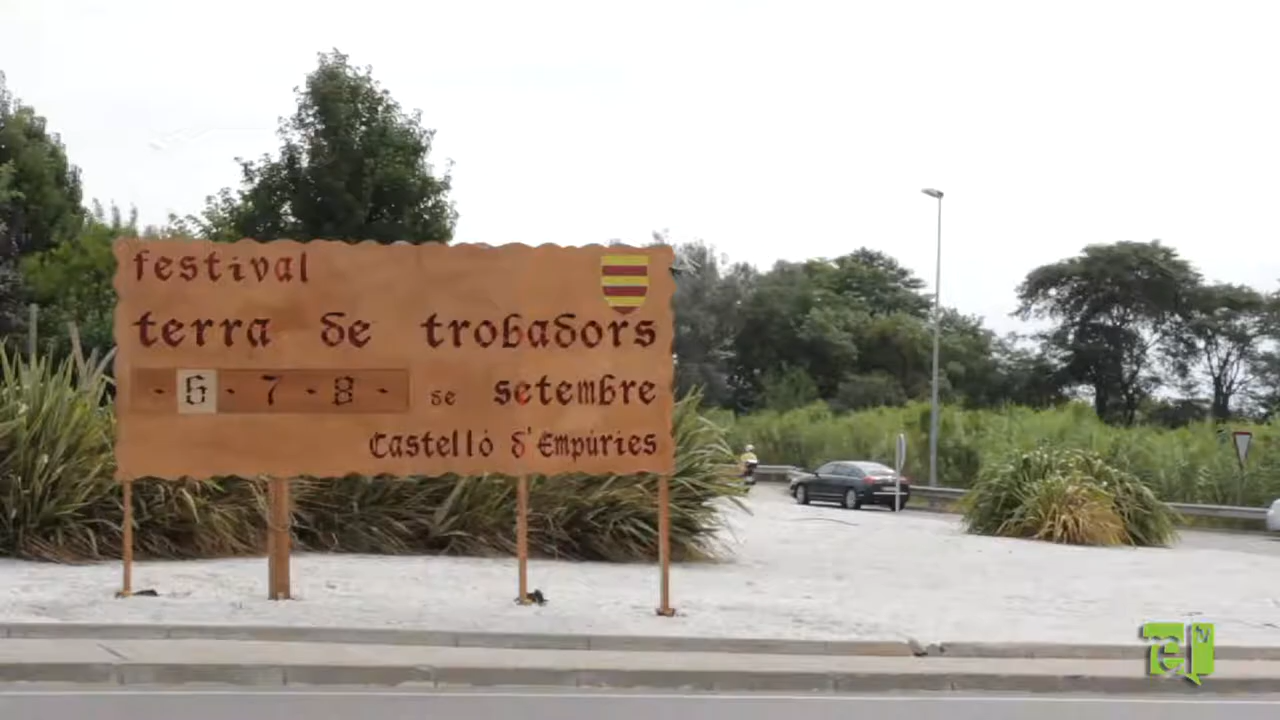 festival
terra de trobadors
- 6 - 7 - 8 - de setembre
Castelló d'Empúries